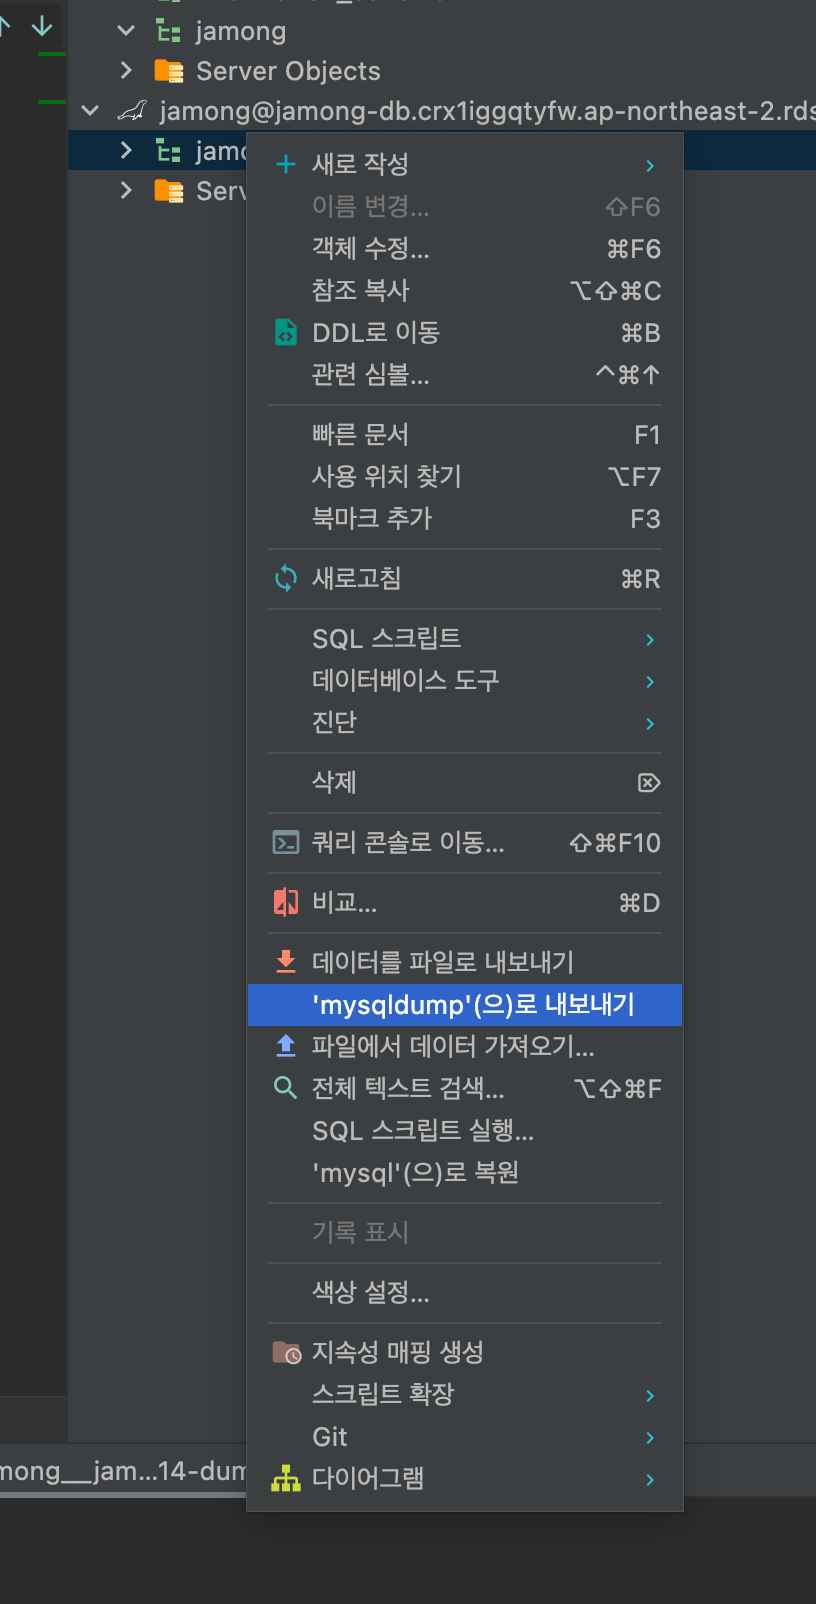 jamong
Server Objects
jamong@jamong-db.crx1iggqtyfw.ap-northeast-2.rds
jamo
Serv
새로 작성
이름 변경... ⇧F6
객체 수정... ⌘F6
참조 복사 ⌥⇧⌘C
DDL로 이동 ⌘B
관련 심볼... ^⌘↑
빠른 문서 F1
사용 위치 찾기 ⌥F7
북마크 추가 F3
새로고침 ⌘R
SQL 스크립트
데이터베이스 도구
진단
삭제 ⌦
쿼리 콘솔로 이동... ⇧⌘F10
비교... ⌘D
데이터를 파일로 내보내기
'mysqldump'(으)로 내보내기
파일에서 데이터 가져오기...
전체 텍스트 검색... ⌥⇧⌘F
SQL 스크립트 실행...
'mysql'(으)로 복원
기록 표시
색상 설정...
지속성 매핑 생성
스크립트 확장
Git
다이어그램
mong__jam...14-dum